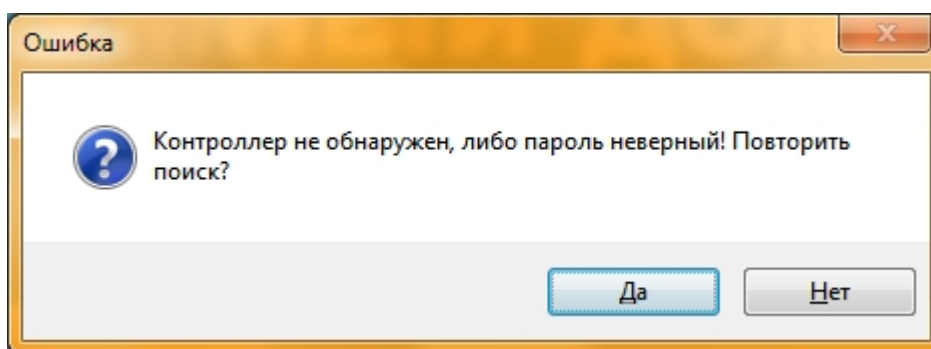 Ошибка
Контроллер не обнаружен, либо пароль неверный! Повторить
поиск?
Да
Нет